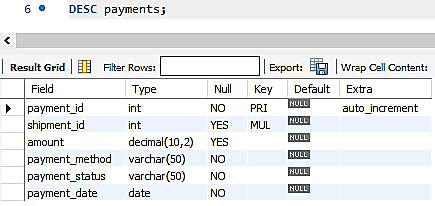 6 DESC payments;
Result Grid Filter Rows: Export: Wrap Cell Content:
Field Type Null Key Default Extra
payment_id int NO PRI NULL auto_increment
shipment_id int YES MUL NULL
amount decimal(10,2) YES NULL
payment_method varchar(50) NO NULL
payment_status varchar(50) NO NULL
payment_date date NO NULL